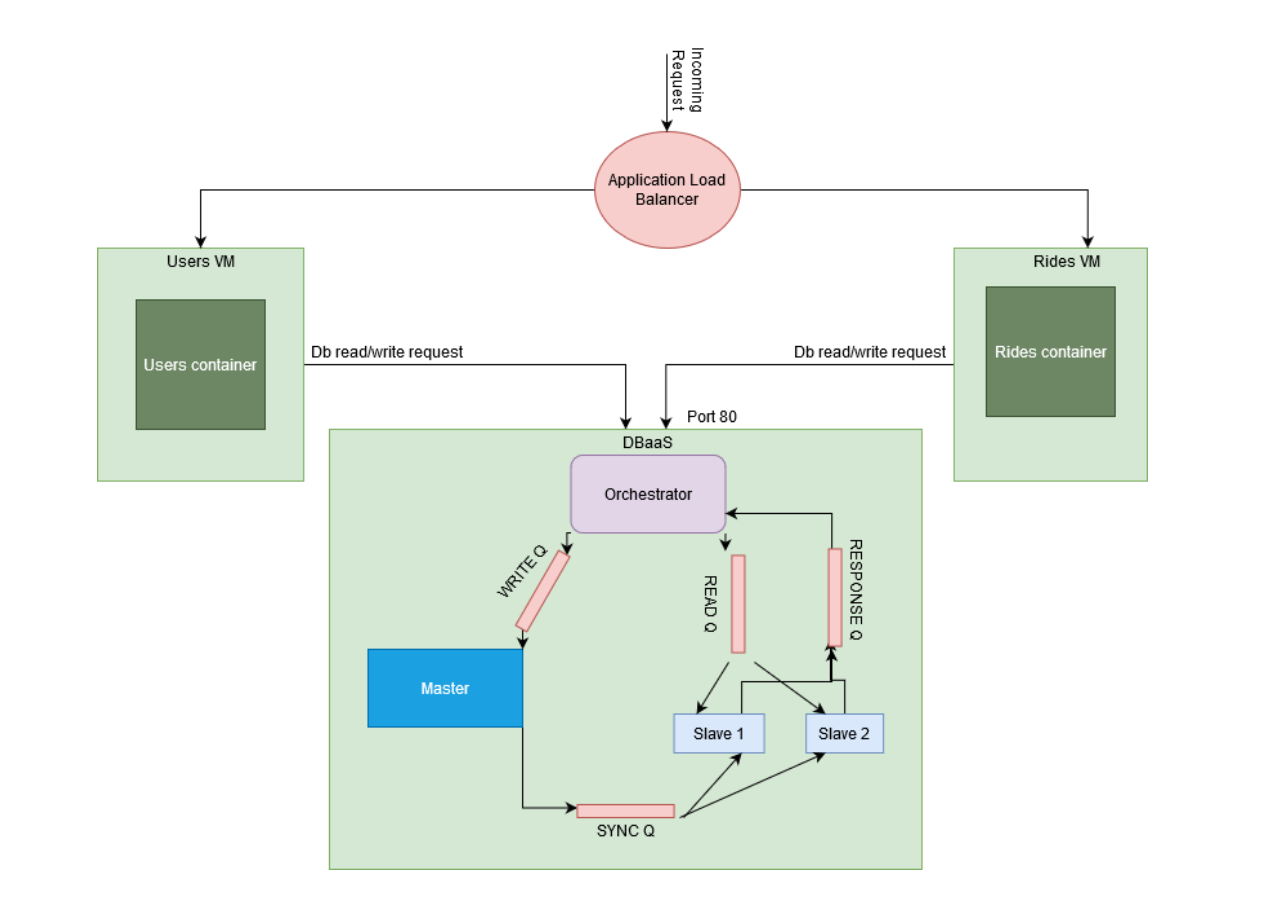 Incoming
Request
Application Load
Balancer
Users VM
Rides VM
Users container
Rides container
Db read/write request
Db read/write request
Port 80
DBaaS
Orchestrator
WRITE Q
READ Q
RESPONSE Q
Master
Slave 1
Slave 2
SYNC Q